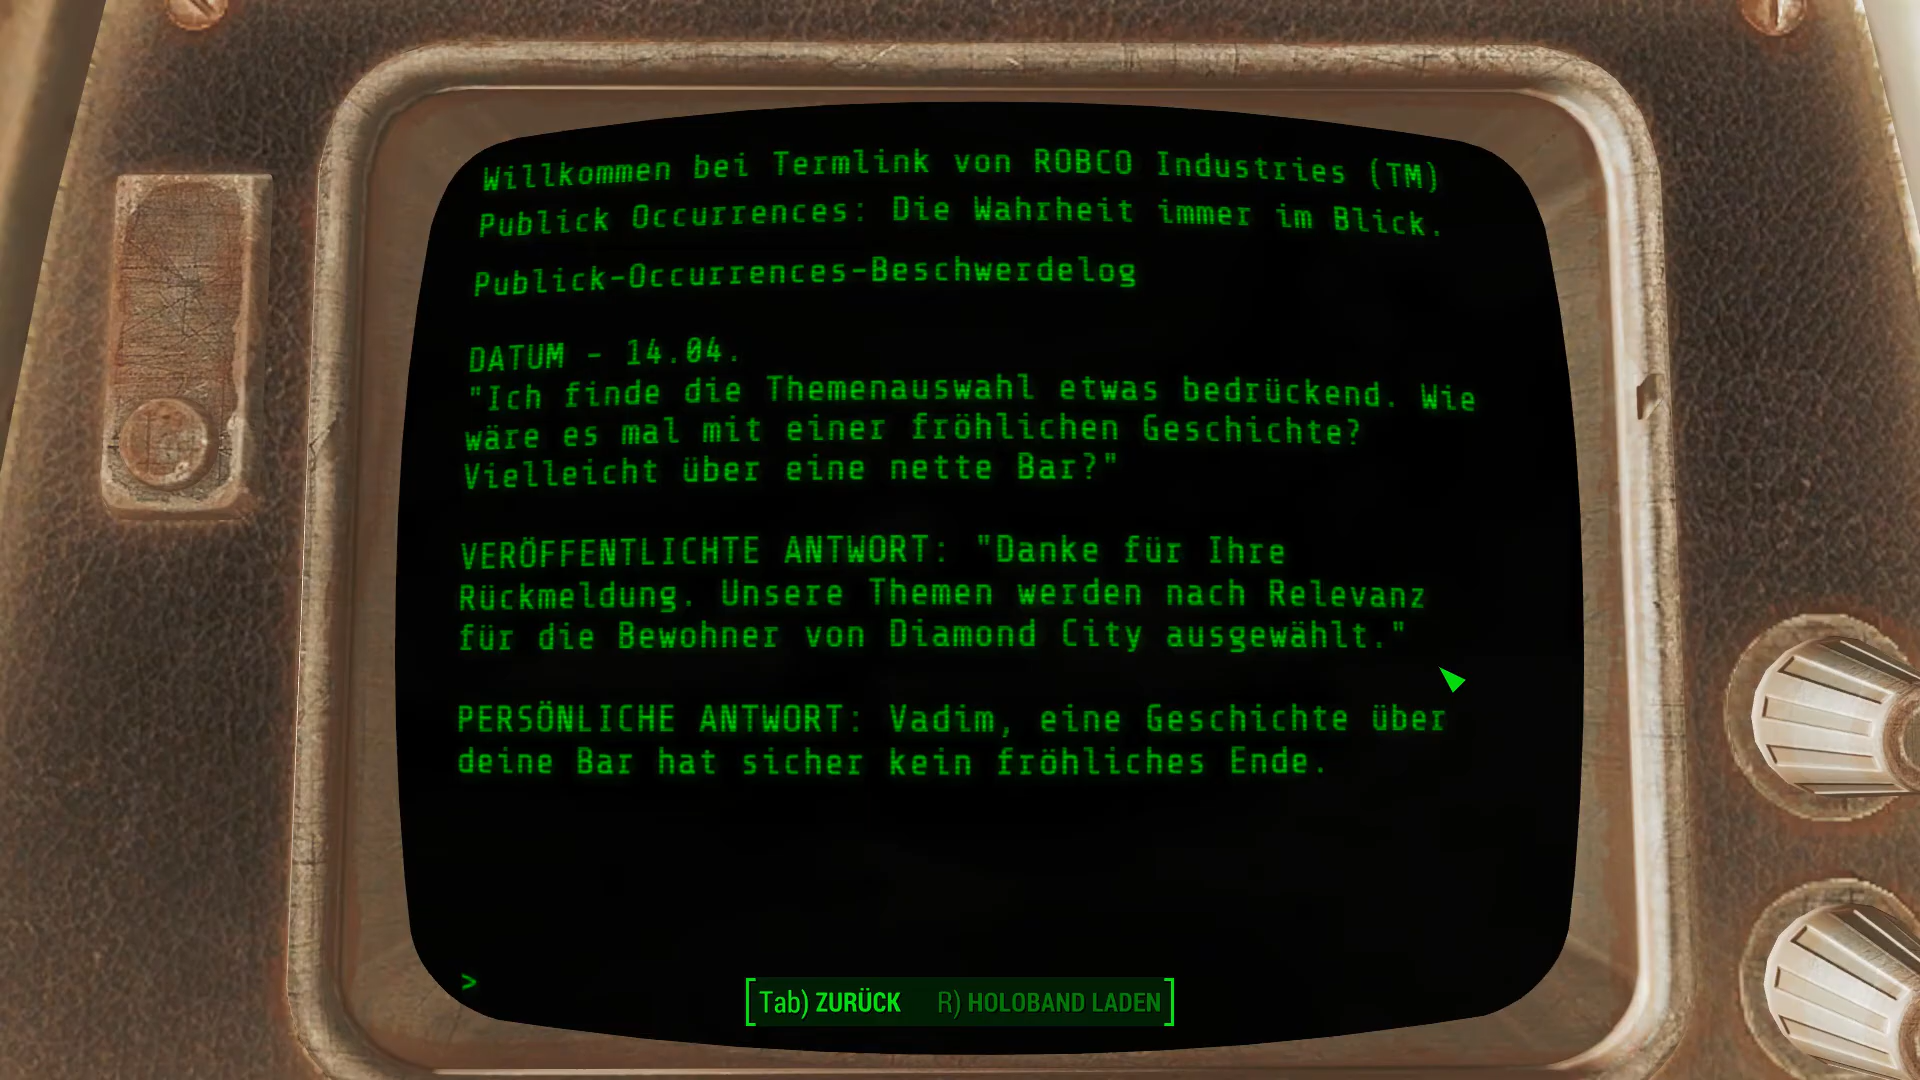 Willkommen bei Termlink von ROBCO Industries (TM)
Publick Occurrences: Die Wahrheit immer im Blick.
Publick-Occurrences-Beschwerdelog
DATUM - 14.04.
"Ich finde die Themenauswahl etwas bedrückend. Wie
wäre es mal mit einer fröhlichen Geschichte?
Vielleicht über eine nette Bar?"
VERÖFFENTLICHTE ANTWORT: "Danke für Ihre
Rückmeldung. Unsere Themen werden nach Relevanz
für die Bewohner von Diamond City ausgewählt."
PERSÖNLICHE ANTWORT: Vadim, eine Geschichte über
deine Bar hat sicher kein fröhliches Ende.
>
Tab) ZURÜCK R) HOLOBAND LADEN